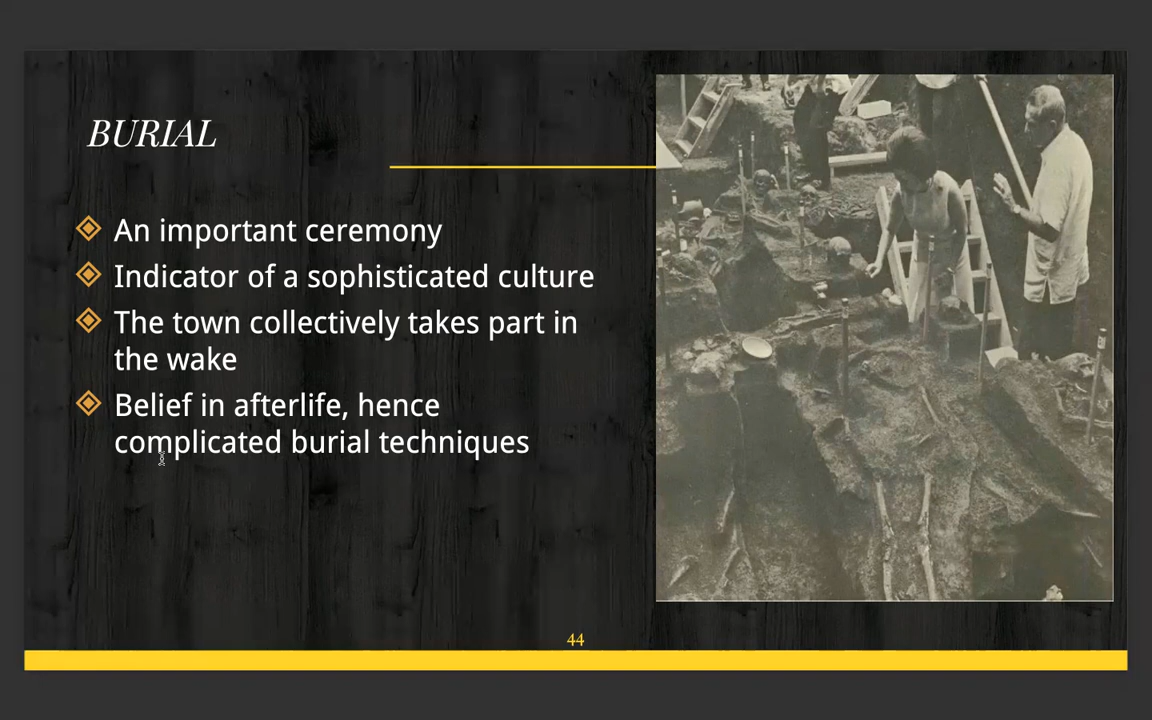 BURIAL
An important ceremony
Indicator of a sophisticated culture
The town collectively takes part in
the wake
Belief in afterlife, hence
complicated burial techniques
44